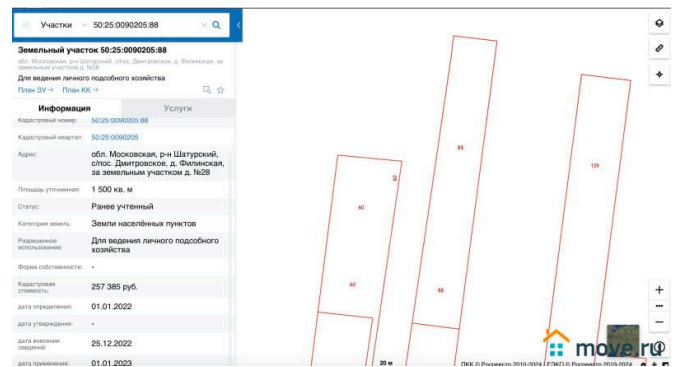 Участки
50:25:0090205:88
Земельный участок 50:25:0090205:88
обл. Московская, р-н Шатурский, с/пос. Дмитровское, д. Филинская, за
земельным участком д. №28
Для ведения личного подсобного хозяйства
План ЗУ → План КК →
Информация
Услуги
Кадастровый номер: 50:25:0090205:88
Кадастровый квартал: 50:25:0090205
Адрес: обл. Московская, р-н Шатурский,
с/пос. Дмитровское, д. Филинская,
за земельным участком д. №28
Площадь уточненная: 1 500 кв. м
Статус: Ранее учтенный
Категория земель: Земли населённых пунктов
Разрешенное использование: Для ведения личного подсобного
хозяйства
Форма собственности: -
Кадастровая стоимость: 257 385 руб.
дата определения: 01.01.2022
дата утверждения: -
дата внесения сведений: 25.12.2022
дата применения: 01.01.2023
88
129
60
60
88
20 м
ПКК © Росреестр 2010-2024 | ЕЭКО © Росреестр 2019-2024
move.ru